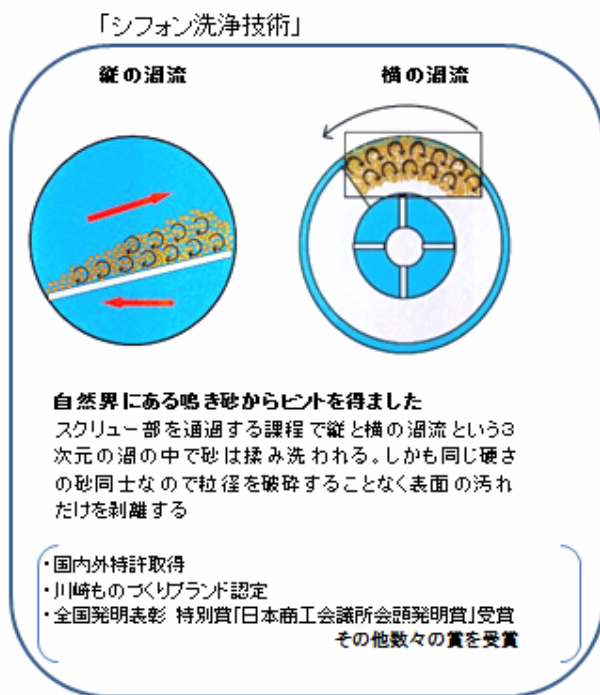 「シフォン洗浄技術」
縦の渦流
横の渦流
自然界にある鳴き砂からヒントを得ました
スクリュー部を通過する課程で縦と横の渦流という3
次元の渦の中で砂は揉み洗われる。しかも同じ硬さ
の砂同士なので粒径を破砕することなく表面の汚れ
だけを剥離する
・国内外特許取得
・川崎ものづくりブランド認定
・全国発明表彰 特別賞「日本商工会議所会頭発明賞」受賞
その他数々の賞を受賞